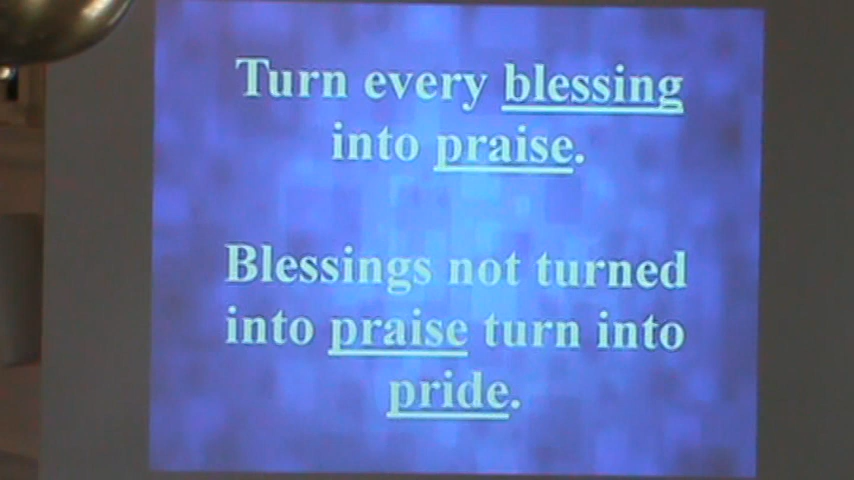 Turn every blessing
into praise.
Blessings not turned
into praise turn into
pride.